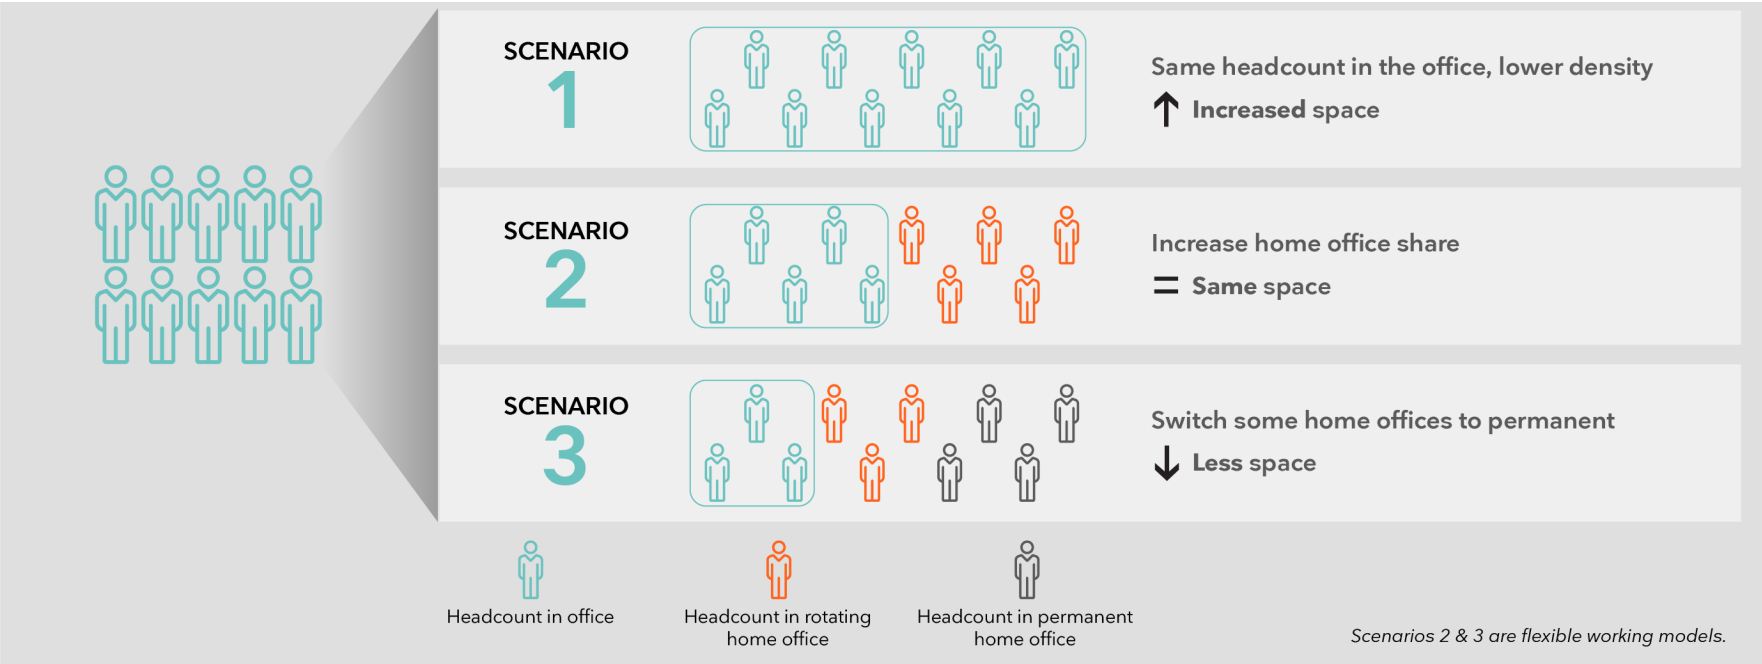 SCENARIO
1
Same headcount in the office, lower density
↑ Increased space
SCENARIO
2
Increase home office share
= Same space
SCENARIO
3
Switch some home offices to permanent
↓ Less space
Headcount in office
Headcount in rotating
home office
Headcount in permanent
home office
Scenarios 2 & 3 are flexible working models.